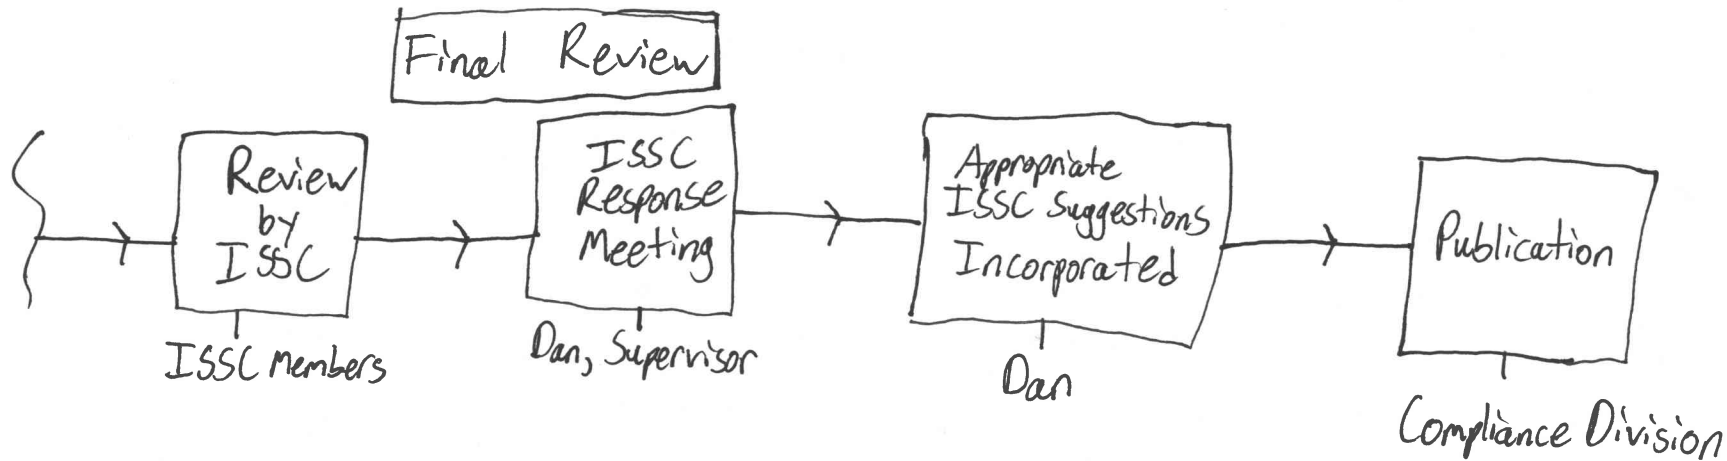 Final Review
Review
by
ISSC
ISSC Members
ISSC
Response
Meeting
Dan, Supervisor
Appropriate
ISSC Suggestions
Incorporated
Dan
Publication
Compliance Division